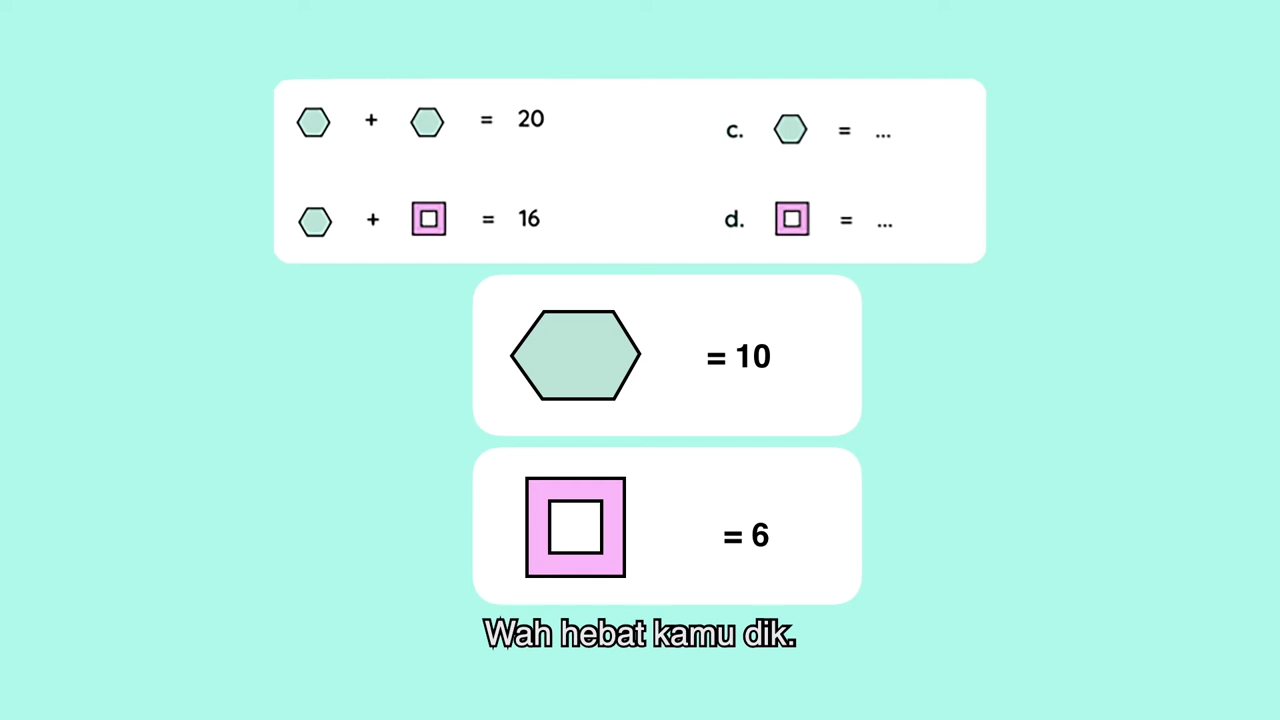 + = 20
c. = ...
+ = 16
d. = ...
= 10
= 6
Wah hebat kamu dik.